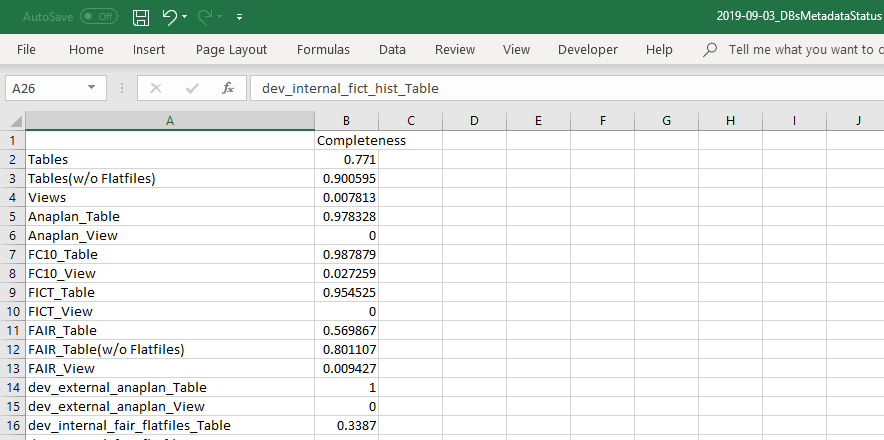 AutoSave Off 2019-09-03_DBsMetadataStatus
File Home Insert Page Layout Formulas Data Review View Developer Help Tell me what you want to
A26 fx dev_internal_fict_hist_Table
A B C D E F G H I J
1 Completeness
2 Tables 0.771
3 Tables(w/o Flatfiles) 0.900595
4 Views 0.007813
5 Anaplan_Table 0.978328
6 Anaplan_View 0
7 FC10_Table 0.987879
8 FC10_View 0.027259
9 FICT_Table 0.954525
10 FICT_View 0
11 FAIR_Table 0.569867
12 FAIR_Table(w/o Flatfiles) 0.801107
13 FAIR_View 0.009427
14 dev_external_anaplan_Table 1
15 dev_external_anaplan_View 0
16 dev_internal_fair_flatfiles_Table 0.3387